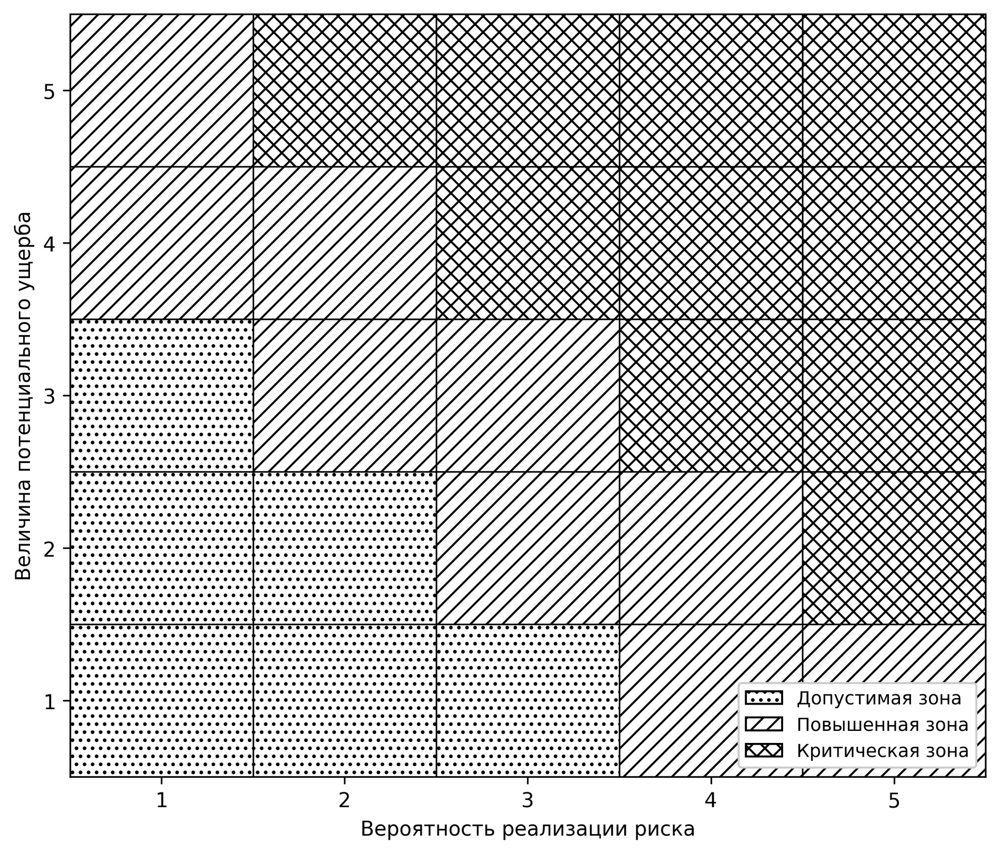 Величина потенциального ущерба
5
4
3
2
1
Допустимая зона
Повышенная зона
Критическая зона
1 2 3 4 5
Вероятность реализации риска